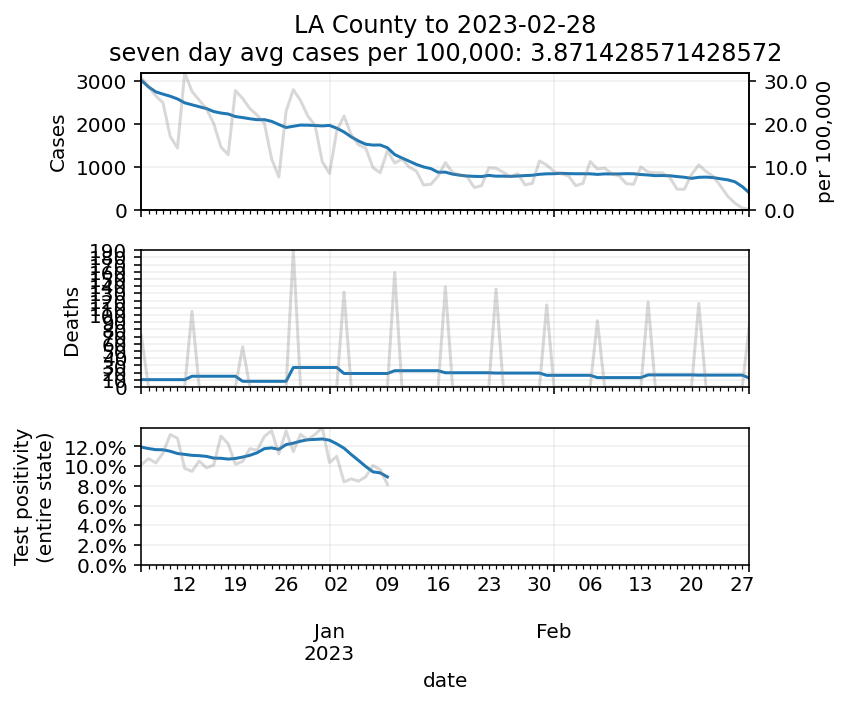 LA County to 2023-02-28
seven day avg cases per 100,000: 3.871428571428572
3000
2000
1000
0
Cases
30.0
20.0
10.0
0.0
per 100,000
190
0
Deaths
12.0%
10.0%
8.0%
6.0%
4.0%
2.0%
0.0%
Test positivity
(entire state)
12 19 26 02 09 16 23 30 06 13 20 27
Jan Feb
2023
date